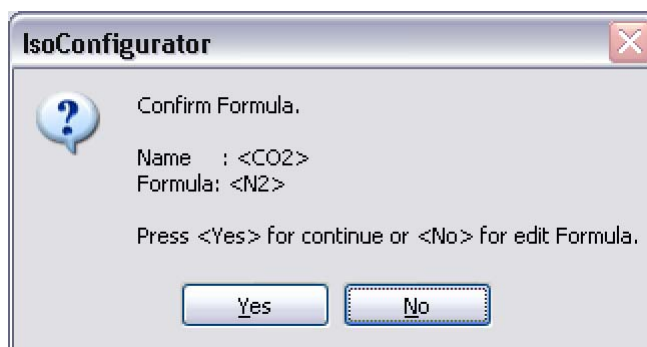 IsoConfigurator
Confirm Formula.
Name : <CO2>
Formula: <N2>
Press <Yes> for continue or <No> for edit Formula.
Yes
No